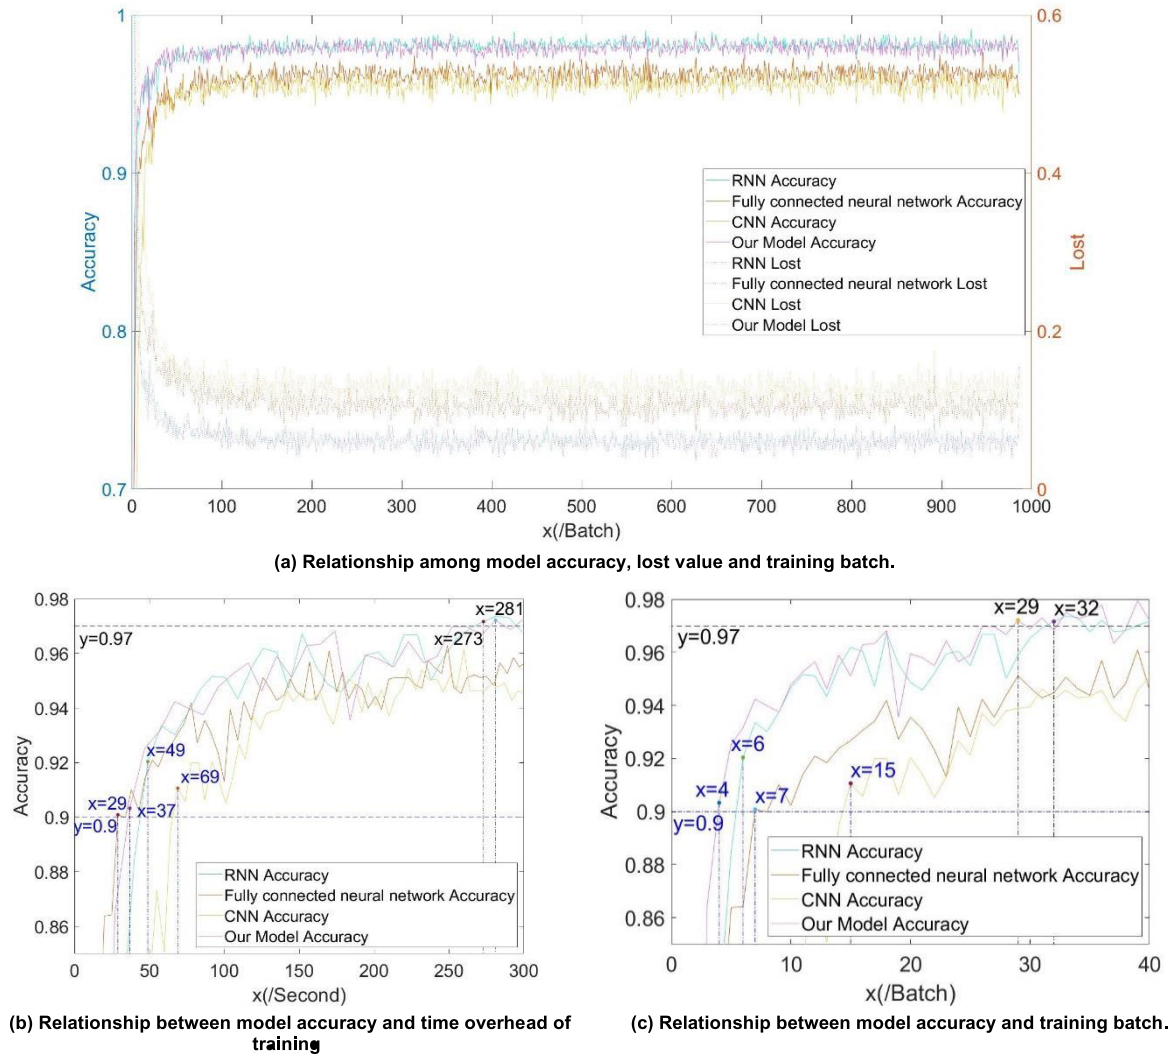 1
0.9
0.8
0.7
Accuracy
0.6
0.4
0.2
0
Lost
RNN Accuracy
Fully connected neural network Accuracy
CNN Accuracy
Our Model Accuracy
RNN Lost
Fully connected neural network Lost
CNN Lost
Our Model Lost
0 100 200 300 400 500 600 700 800 900 1000
x(/Batch)
(a) Relationship among model accuracy, lost value and training batch.
0.98
0.96
0.94
0.92
0.9
0.88
0.86
Accuracy
y=0.97
x=281
x=273
x=49
x=69
x=29
x=37
y=0.9
RNN Accuracy
Fully connected neural network Accuracy
CNN Accuracy
Our Model Accuracy
0 50 100 150 200 250 300
x(/Second)
(b) Relationship between model accuracy and time overhead of
training
0.98
0.96
0.94
0.92
0.9
0.88
0.86
Accuracy
x=29
x=32
y=0.97
x=6
x=15
x=4
x=7
y=0.9
RNN Accuracy
Fully connected neural network Accuracy
CNN Accuracy
Our Model Accuracy
0 10 20 30 40
x(/Batch)
(c) Relationship between model accuracy and training batch.